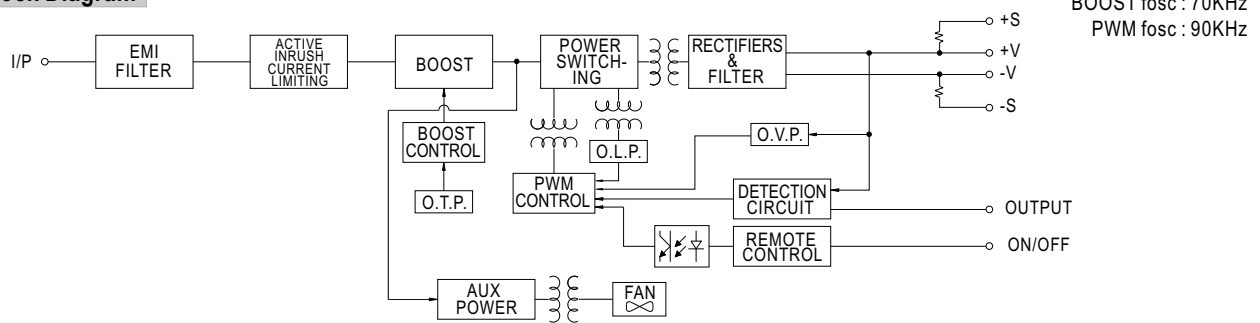 BOOST fosc : 70KHz
PWM fosc : 90KHz
I/P
EMI
FILTER
ACTIVE
INRUSH
CURRENT
LIMITING
BOOST
POWER
SWITCH-
ING
RECTIFIERS
&
FILTER
+S
+V
-V
-S
BOOST
CONTROL
O.T.P.
O.L.P.
O.V.P.
PWM
CONTROL
DETECTION
CIRCUIT
OUTPUT
REMOTE
CONTROL
ON/OFF
AUX
POWER
FAN